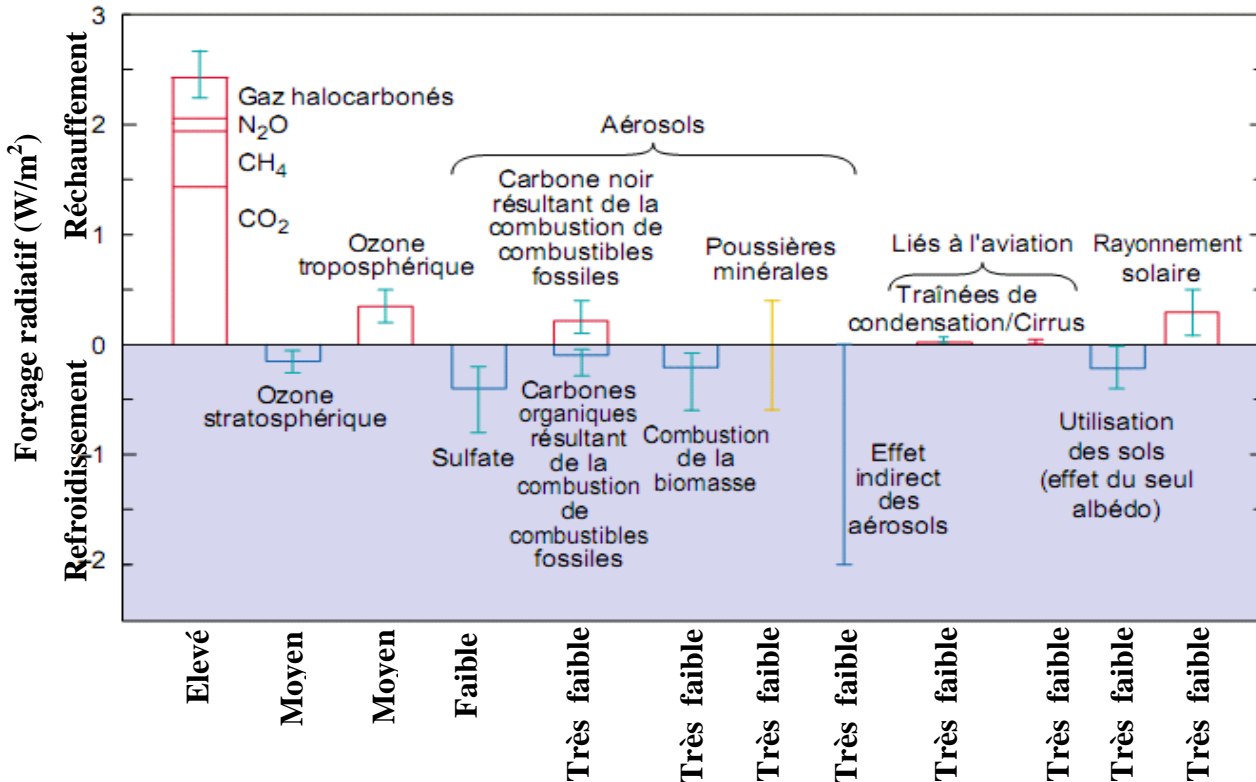 Forçage radiatif (W/m²)
Réchauffement
Refroidissement
3
2
1
0
-1
-2
Gaz halocarbonés
N₂O
CH₄
CO₂
Ozone
stratosphérique
Ozone
troposphérique
Aérosols
Sulfate
Carbone noir
résultant de la
combustion de
combustibles
fossiles
Carbones
organiques
résultant
de la
combustion
de
combustibles
fossiles
Combustion
de la
biomasse
Poussières
minérales
Effet
indirect
des
aérosols
Liés à l'aviation
Traînées de
condensation/Cirrus
Utilisation
des sols
(effet du seul
albédo)
Rayonnement
solaire
Elevé
Moyen
Moyen
Faible
Très faible
Très faible
Très faible
Très faible
Très faible
Très faible
Très faible
Très faible